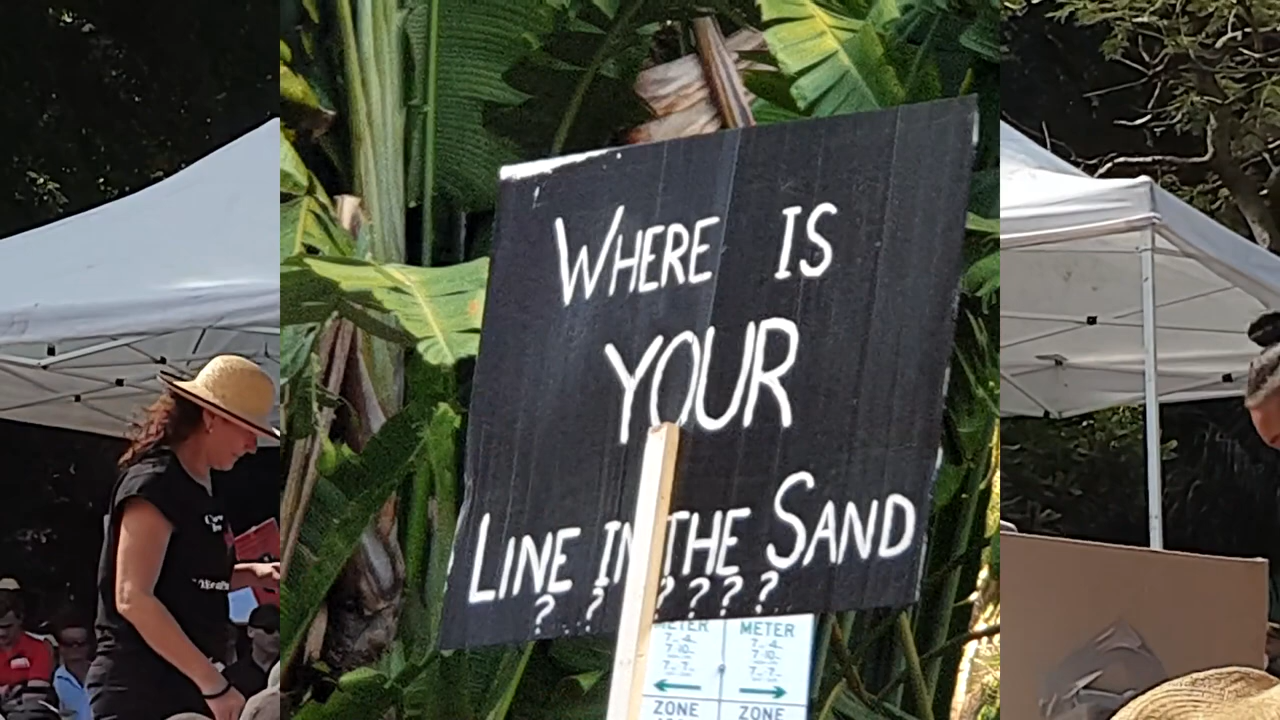 WHERE IS
YOUR
LINE IN THE SAND
? ? ? ? ? ?
METER METER
ZONE ZONE